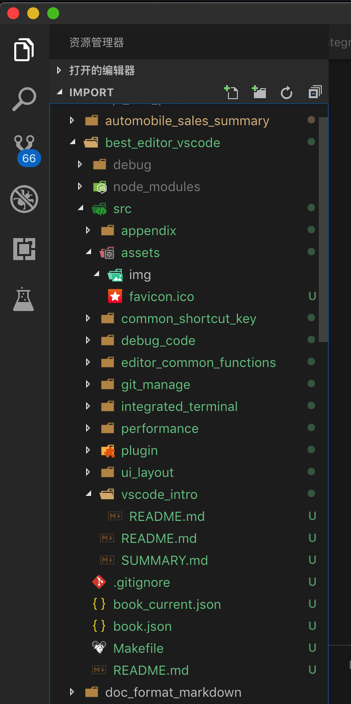 资源管理器
tegr
打开的编辑器
IMPORT
automobile_sales_summary
best_editor_vscode
debug
node_modules
src
appendix
assets
img
favicon.ico U
common_shortcut_key
debug_code
editor_common_functions
git_manage
integrated_terminal
performance
plugin
ui_layout
vscode_intro
README.md U
README.md U
SUMMARY.md U
.gitignore U
book_current.json U
book.json U
Makefile U
README.md U
doc_format_markdown
66